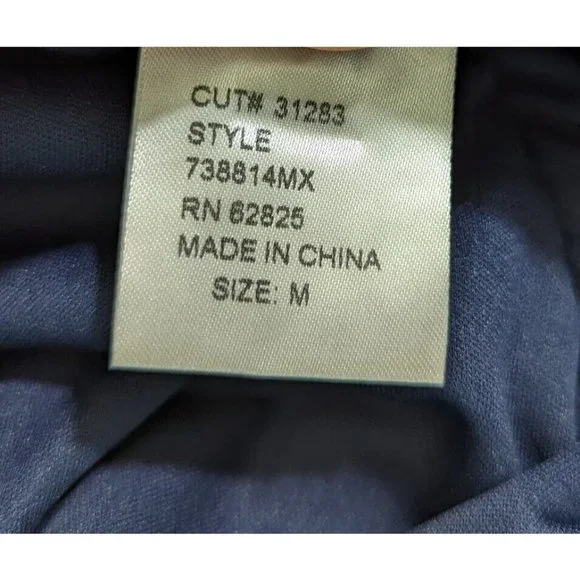 CUT# 31283
STYLE
738814MX
RN 62825
MADE IN CHINA
SIZE: M